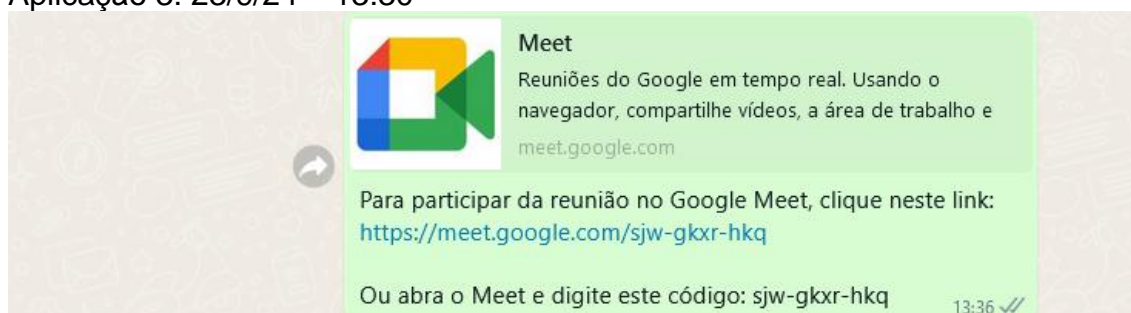 Meet
Reuniões do Google em tempo real. Usando o
navegador, compartilhe vídeos, a área de trabalho e
meet.google.com
Para participar da reunião no Google Meet, clique neste link:
https://meet.google.com/sjw-gkxr-hkq
Ou abra o Meet e digite este código: sjw-gkxr-hkq
13:36